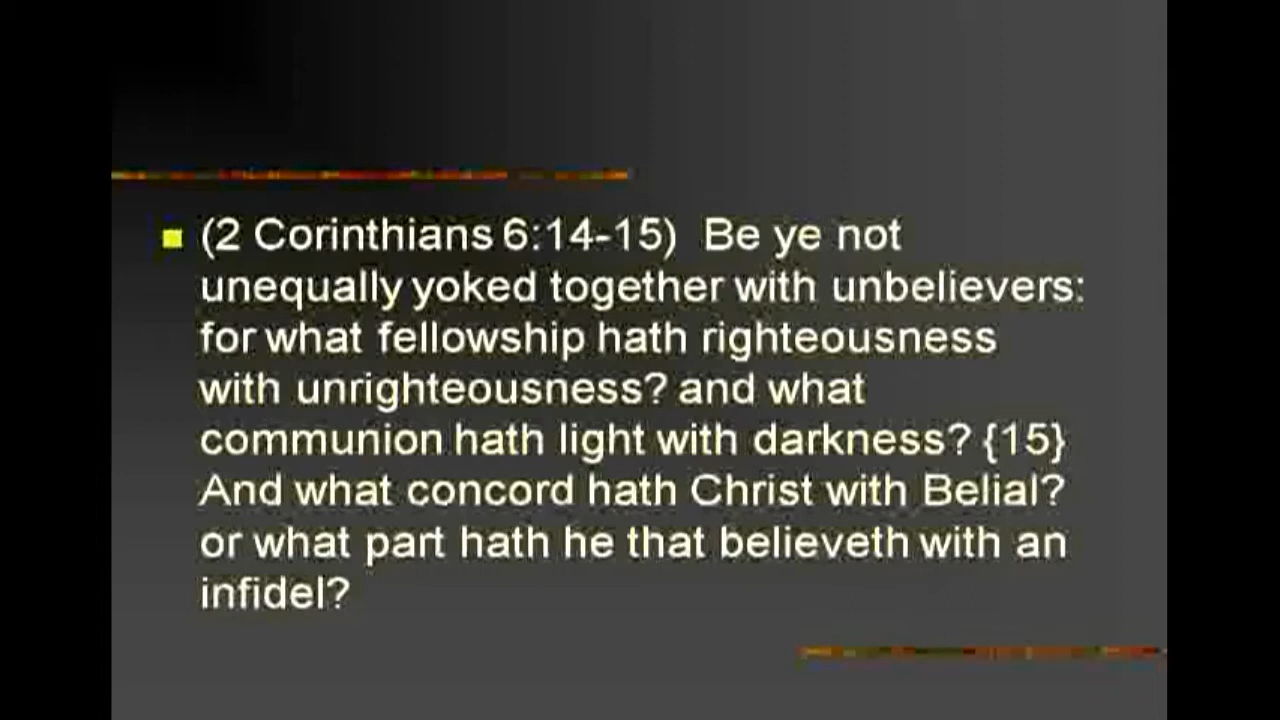 (2 Corinthians 6:14-15) Be ye not
unequally yoked together with unbelievers:
for what fellowship hath righteousness
with unrighteousness? and what
communion hath light with darkness? {15}
And what concord hath Christ with Belial?
or what part hath he that believeth with an
infidel?